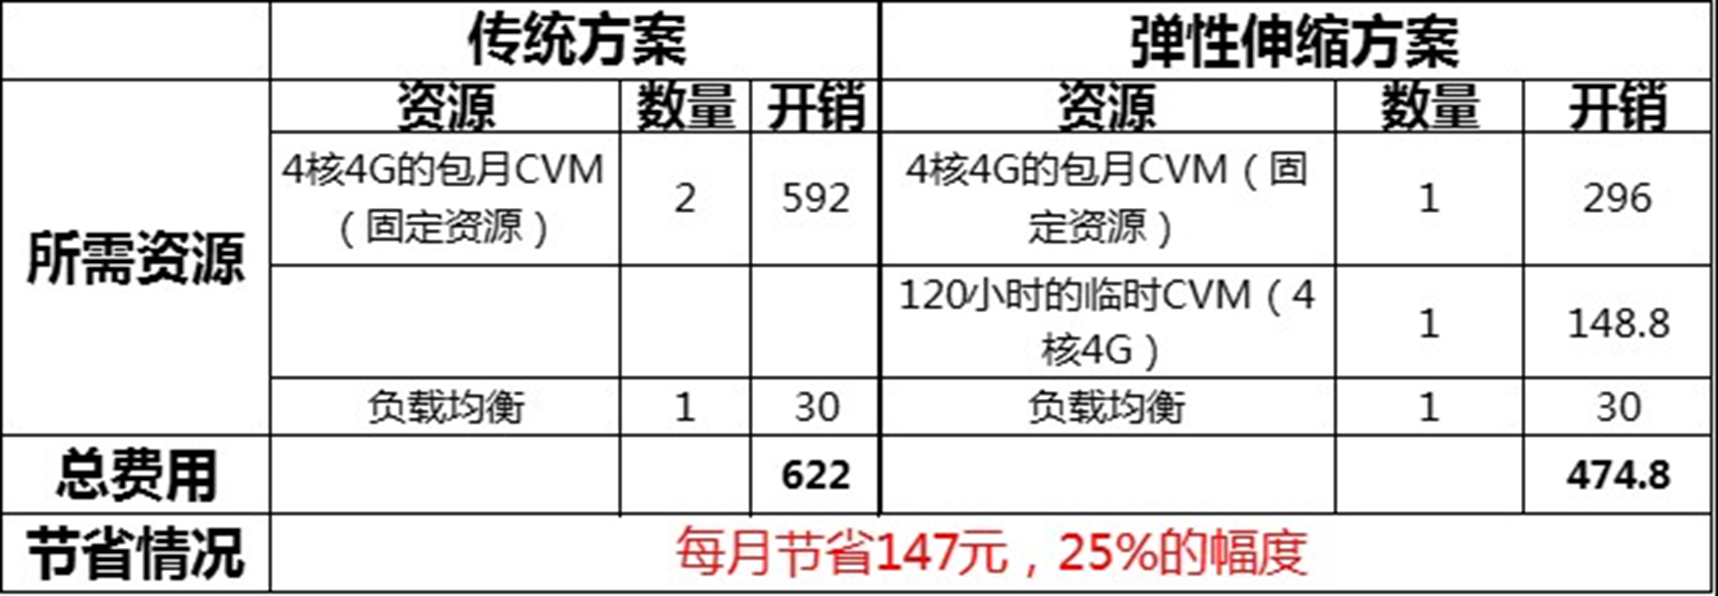 传统方案 弹性伸缩方案
资源 数量 开销 资源 数量 开销
所需资源
4核4G的包月CVM
（固定资源） 2 592
4核4G的包月CVM（固
定资源） 1 296
120小时的临时CVM（4
核4G） 1 148.8
负载均衡 1 30 负载均衡 1 30
总费用 622 474.8
节省情况 每月节省147元，25%的幅度